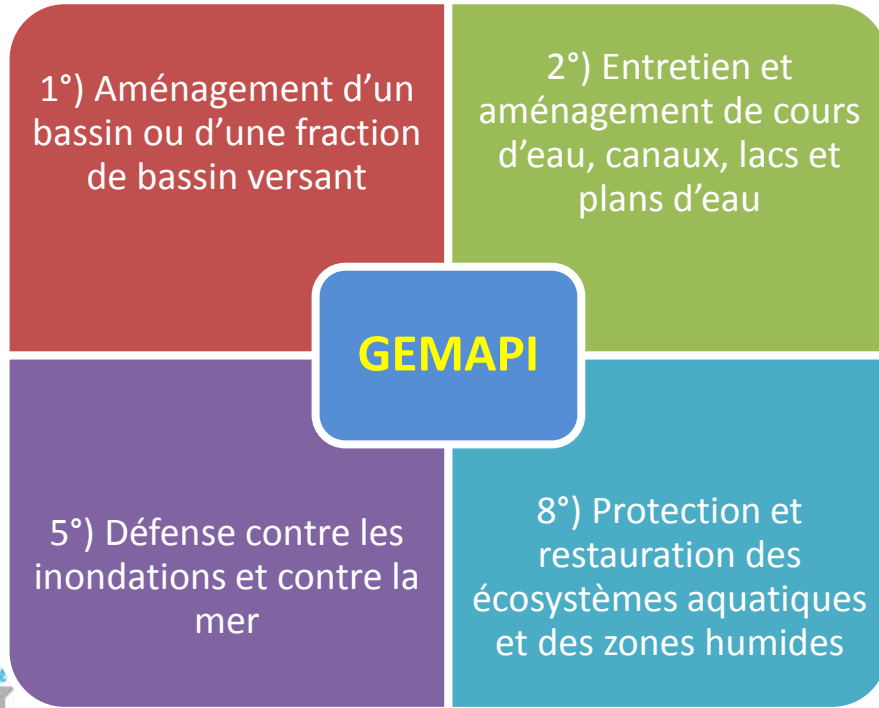 1°) Aménagement d'un
bassin ou d'une fraction
de bassin versant
2°) Entretien et
aménagement de cours
d'eau, canaux, lacs et
plans d'eau
GEMAPI
5°) Défense contre les
inondations et contre la
mer
8°) Protection et
restauration des
écosystèmes aquatiques
et des zones humides